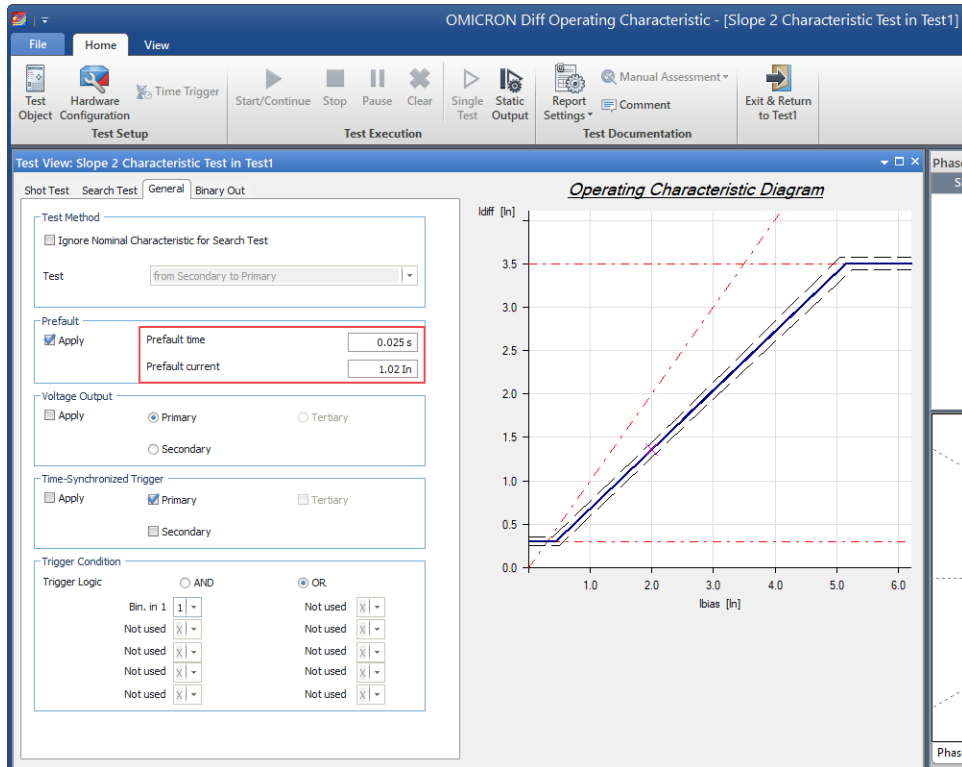 OMICRON Diff Operating Characteristic - [Slope 2 Characteristic Test in Test1]
File Home View
Test Object
Hardware Configuration
Time Trigger
Test Setup
Start/Continue
Stop
Pause
Clear
Single Test
Static Output
Test Execution
Report Settings
Manual Assessment
Comment
Test Documentation
Exit & Return to Test1
Test View: Slope 2 Characteristic Test in Test1
Shot Test Search Test General Binary Out
Test Method
Ignore Nominal Characteristic for Search Test
Test from Secondary to Primary
Prefault
Apply Prefault time 0.025 s
Prefault current 1.02 In
Voltage Output
Apply Primary Tertiary
Secondary
Time-Synchronized Trigger
Apply Primary Tertiary
Secondary
Trigger Condition
Trigger Logic AND OR
Bin. in 1 1 Not used X
Not used X Not used X
Not used X Not used X
Not used X Not used X
Not used X Not used X
Operating Characteristic Diagram
Idiff [In]
3.5
3.0
2.5
2.0
1.5
1.0
0.5
0.0
1.0 2.0 3.0 4.0 5.0 6.0
Ibias [In]